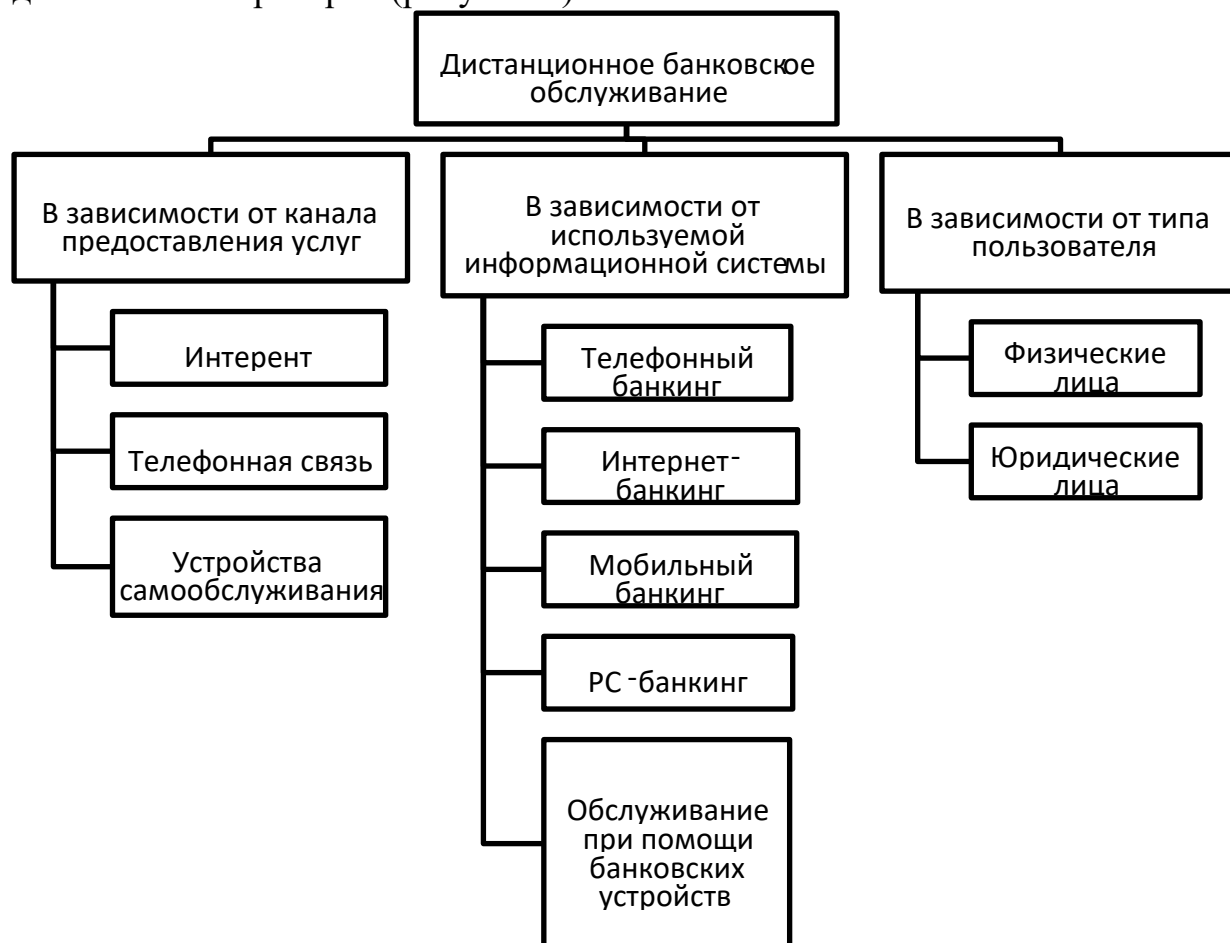 (рисунок)
Дистанционное банковское
обслуживание
В зависимости от канала
предоставления услуг
Интерент
Телефонная связь
Устройства
самообслуживания
В зависимости от
используемой
информационной системы
Телефонный
банкинг
Интернет-
банкинг
Мобильный
банкинг
PC -банкинг
Обслуживание
при помощи
банковских
устройств
В зависимости от типа
пользователя
Физические
лица
Юридические
лица